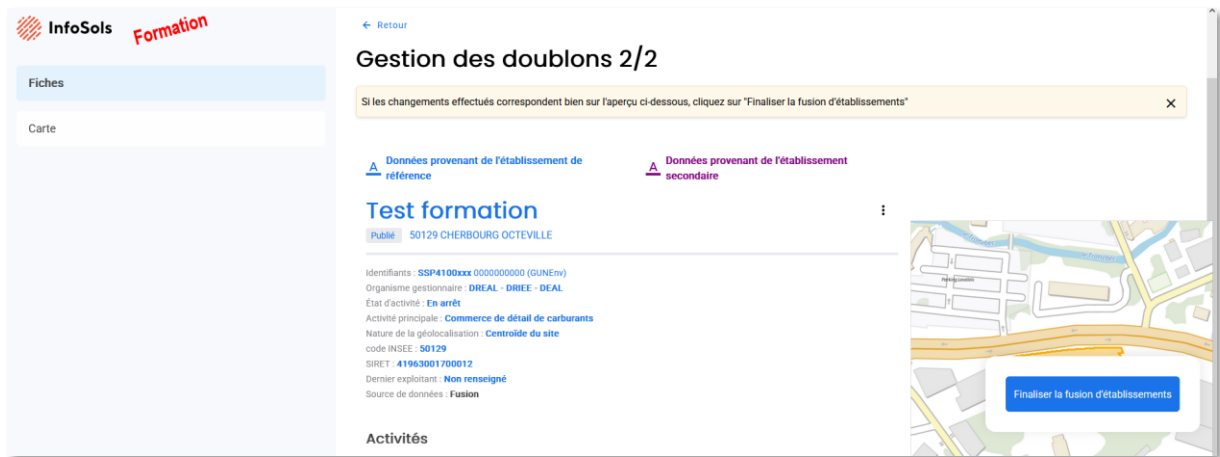 InfoSols
Formation
Fiches
Carte
← Retour
Gestion des doublons 2/2
Si les changements effectués correspondent bien sur l'aperçu ci-dessous, cliquez sur "Finaliser la fusion d'établissements"
A Données provenant de l'établissement de
référence
A Données provenant de l'établissement
secondaire
Test formation
Publié 50129 CHERBOURG OCTEVILLE
Identifiants : SSP4100xxx 0000000000 (GUNEnv)
Organisme gestionnaire : DREAL - DRIEE - DEAL
État d'activité : En arrêt
Activité principale : Commerce de détail de carburants
Nature de la géolocalisation : Centroïde du site
code INSEE : 50129
SIRET : 41963001700012
Dernier exploitant : Non renseigné
Source de données : Fusion
Activités
Finaliser la fusion d'établissements